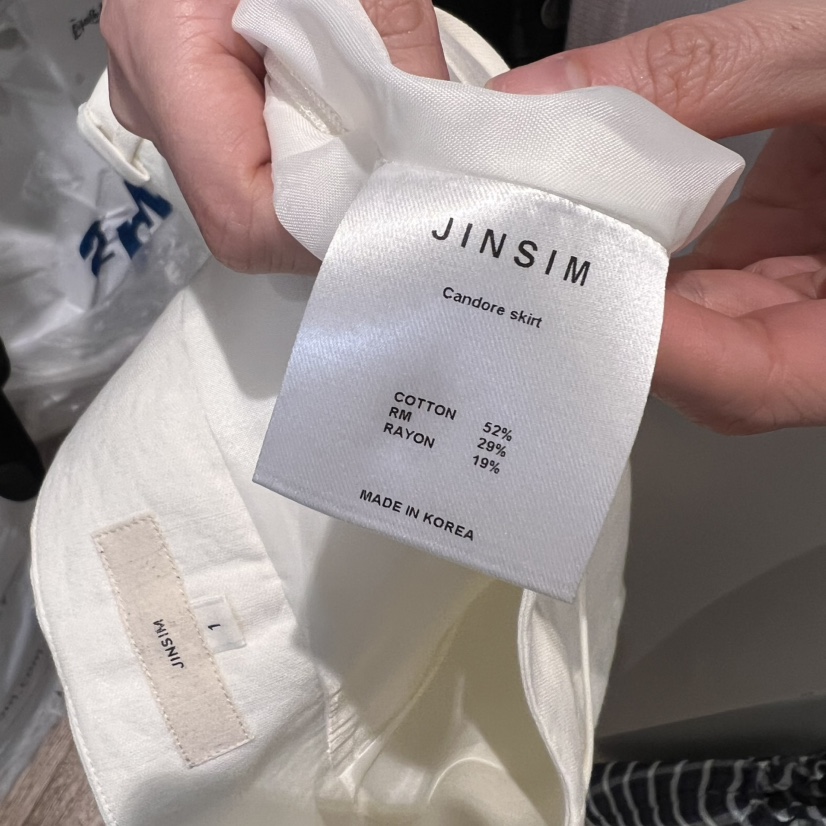 JINSIM
Candore skirt
COTTON 52%
RM 29%
RAYON 19%
MADE IN KOREA
1
JINSIM